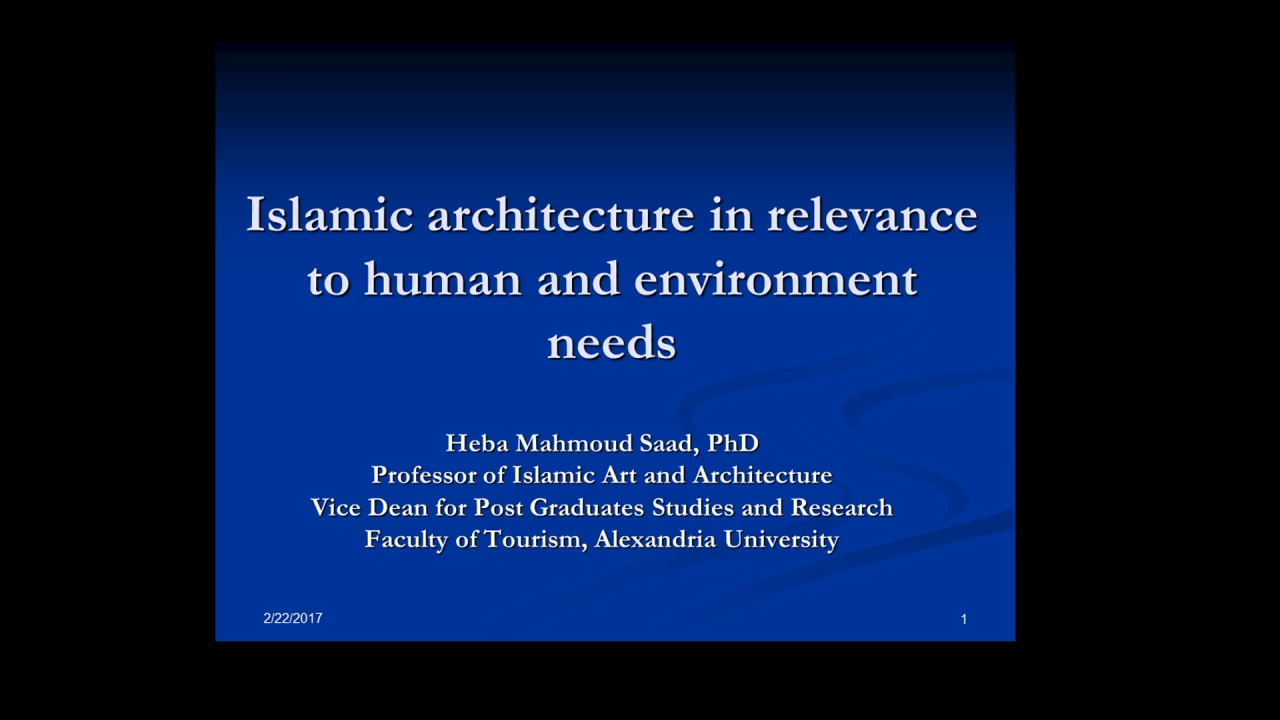 Islamic architecture in relevance
to human and environment
needs
Heba Mahmoud Saad, PhD
Professor of Islamic Art and Architecture
Vice Dean for Post Graduates Studies and Research
Faculty of Tourism, Alexandria University
2/22/2017
1